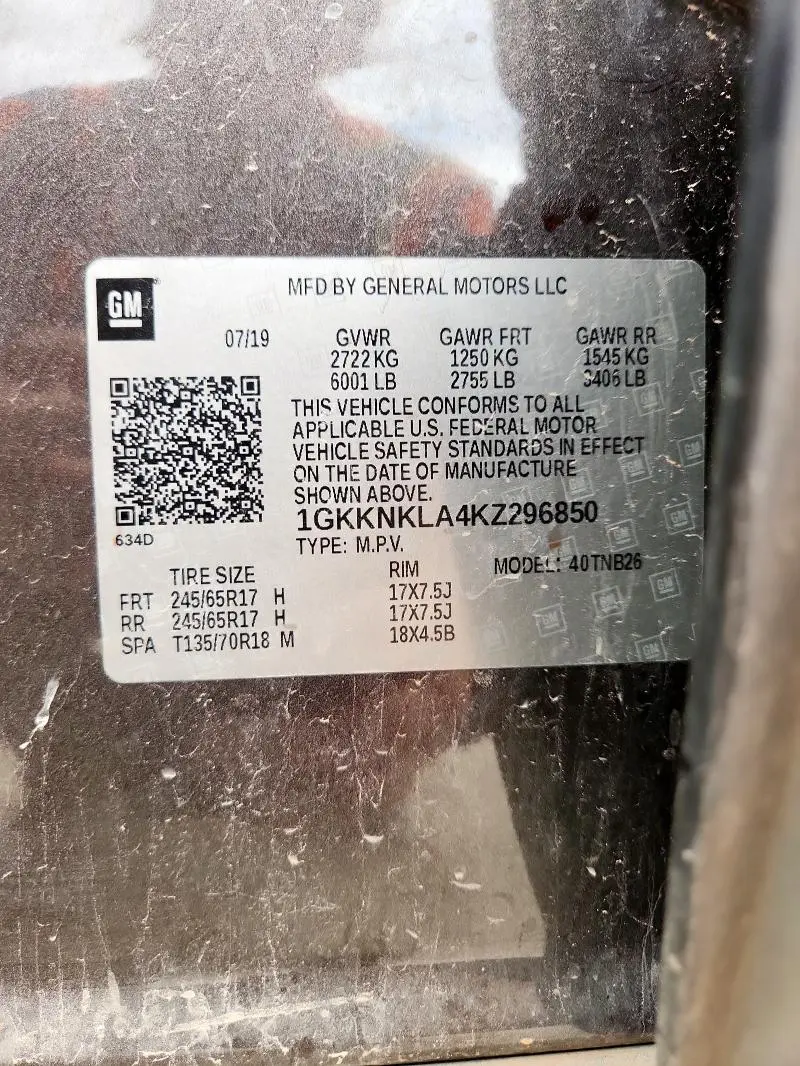 GM
MFD BY GENERAL MOTORS LLC
07/19 GVWR GAWR FRT GAWR RR
2722 KG 1250 KG 1545 KG
6001 LB 2755 LB 3406 LB
THIS VEHICLE CONFORMS TO ALL
APPLICABLE U.S. FEDERAL MOTOR
VEHICLE SAFETY STANDARDS IN EFFECT
ON THE DATE OF MANUFACTURE
SHOWN ABOVE.
1GKKNKLA4KZ296850
634D
TYPE: M.P.V.
MODEL: 40TNB26
TIRE SIZE RIM
FRT 245/65R17 H 17X7.5J
RR 245/65R17 H 17X7.5J
SPA T135/70R18 M 18X4.5B